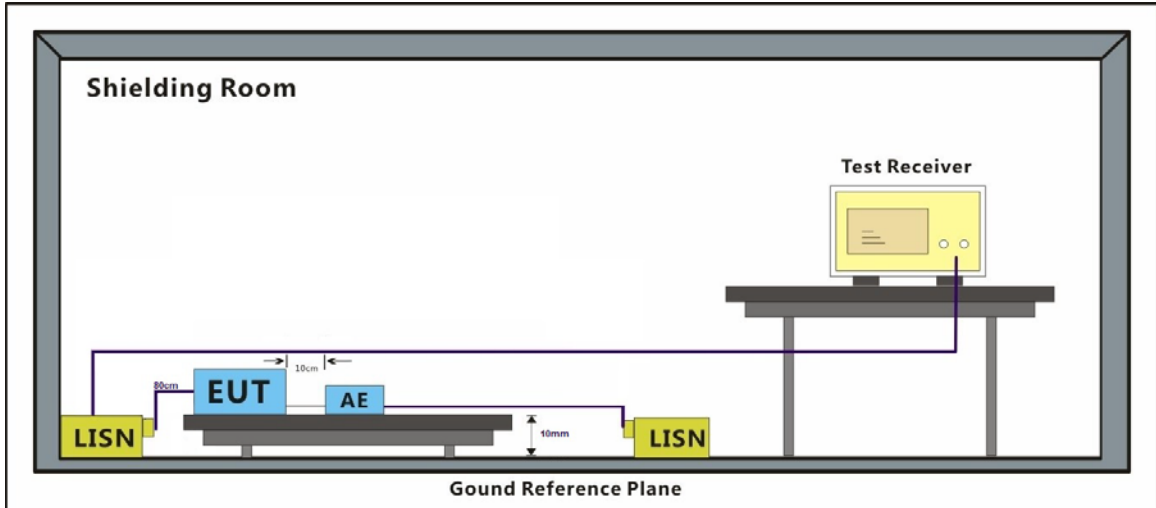 Shielding Room
Test Receiver
10cm
80cm
EUT
AE
LISN
10mm
LISN
Gound Reference Plane